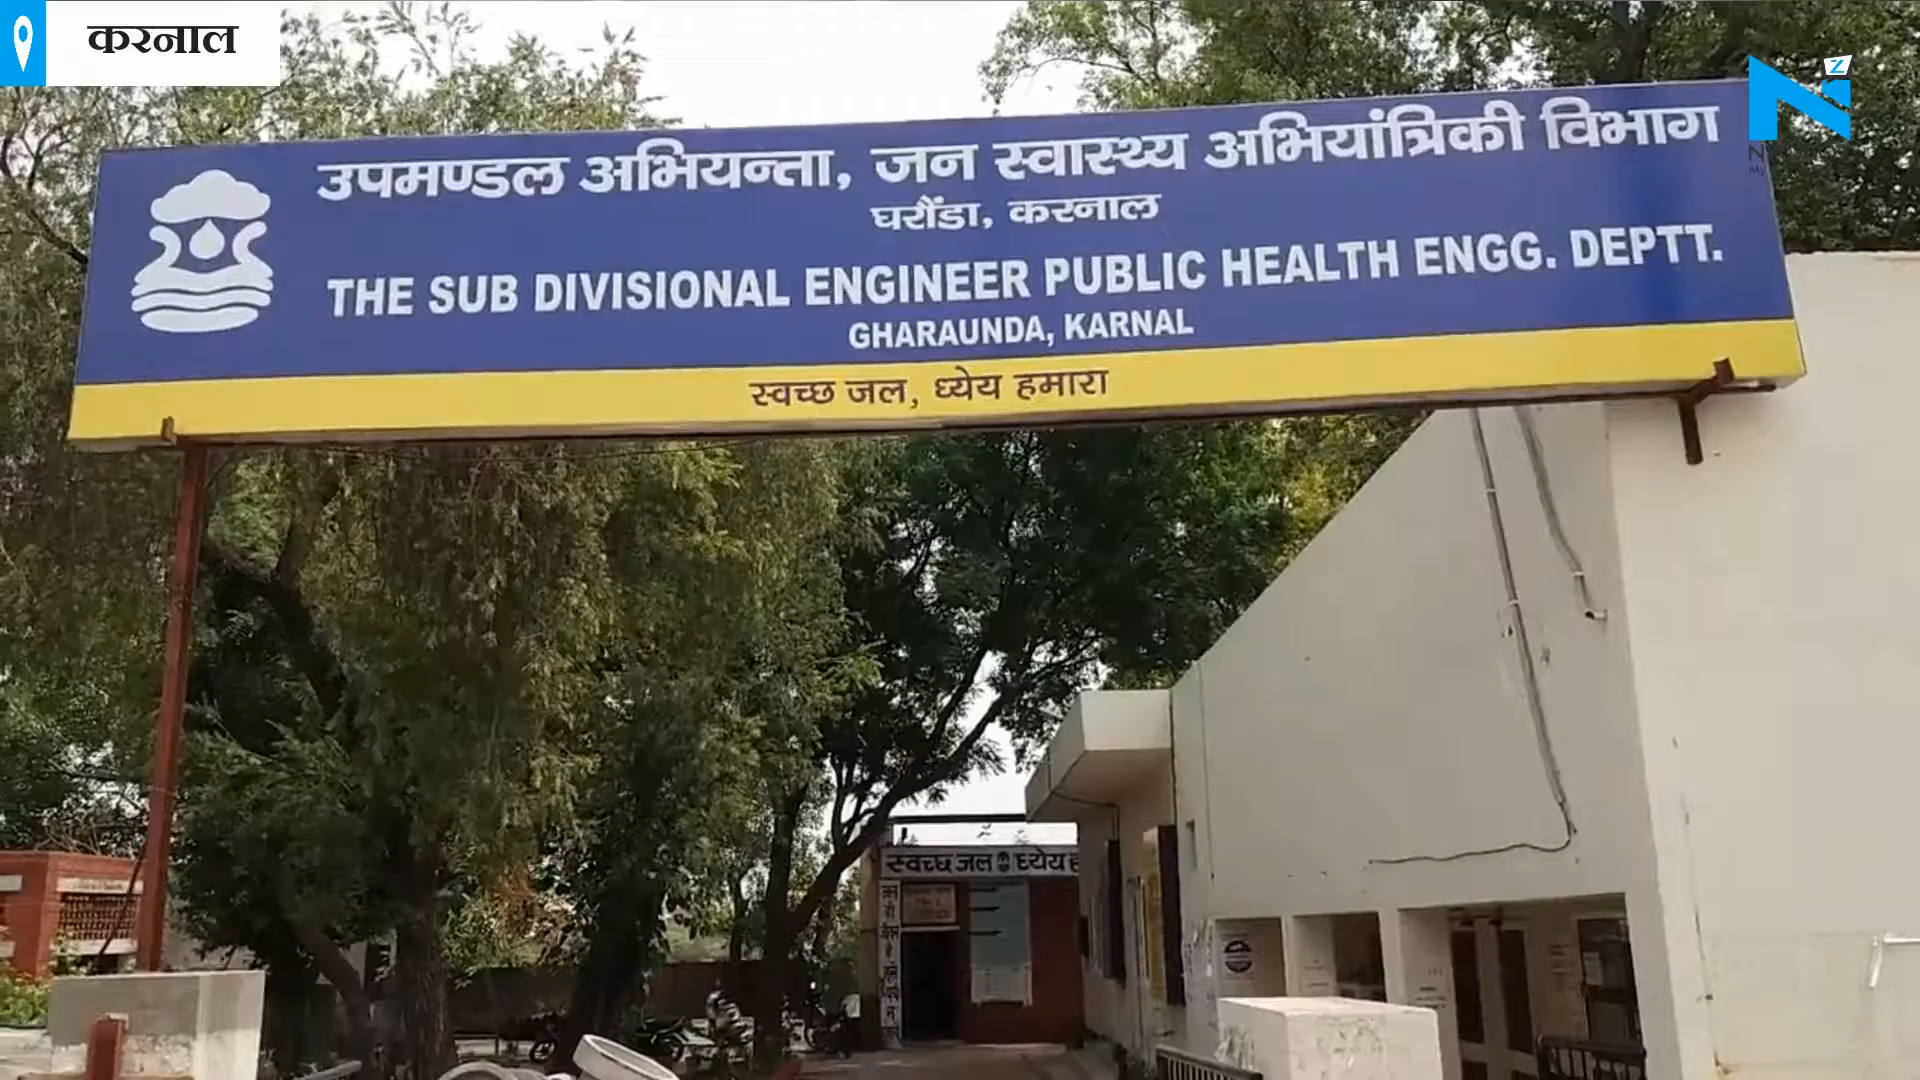 करनाल
उपमण्डल अभियन्ता, जन स्वास्थ्य अभियांत्रिकी विभाग
घरौंडा, करनाल
THE SUB DIVISIONAL ENGINEER PUBLIC HEALTH ENGG. DEPTT.
GHARAUNDA, KARNAL
स्वच्छ जल, ध्येय हमारा
स्वच्छ जल ध्येय ह